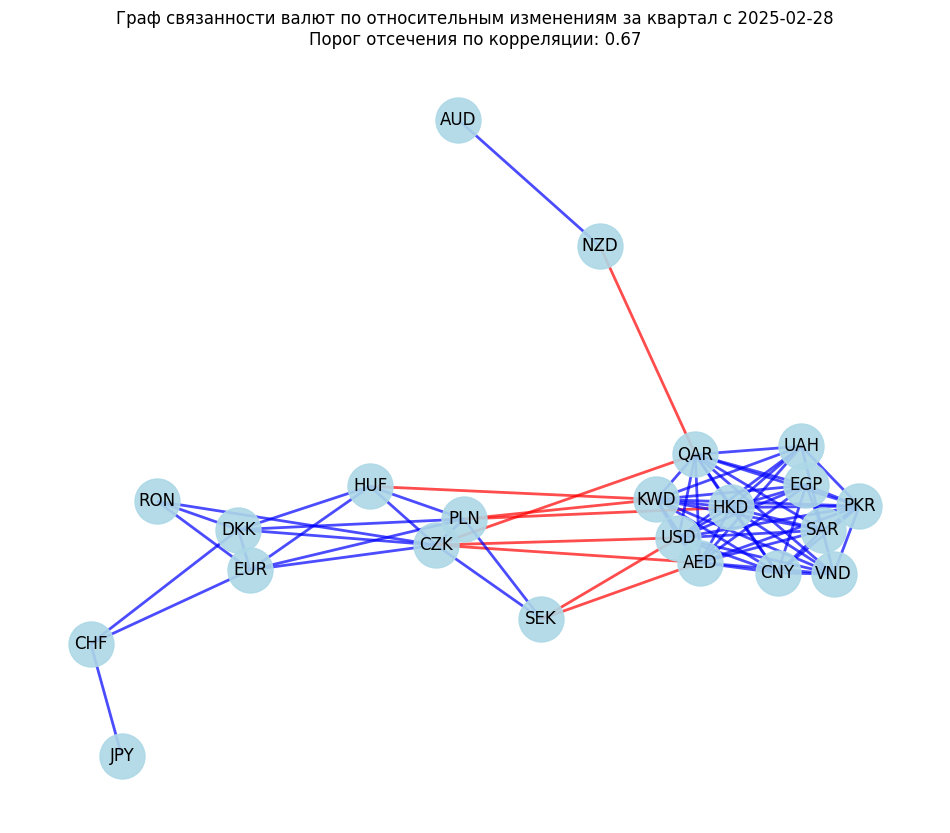 Граф связанности валют по относительным изменениям за квартал с 2025-02-28
Порог отсечения по корреляции: 0.67
AUD
NZD
UAH
QAR
EGP
HUF
KWD
RON
PKR
HKD
PLN
DKK
SAR
USD
CZK
AED
EUR
CNY
VND
SEK
CHF
JPY